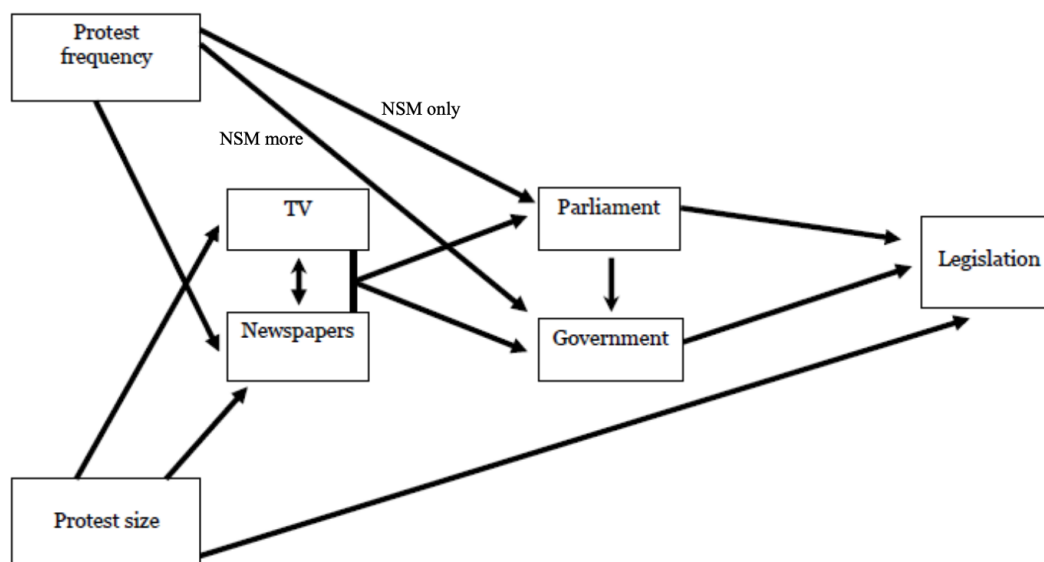 Protest
frequency
NSM only
NSM more
TV
Parliament
Legislation
Newspapers
Government
Protest size